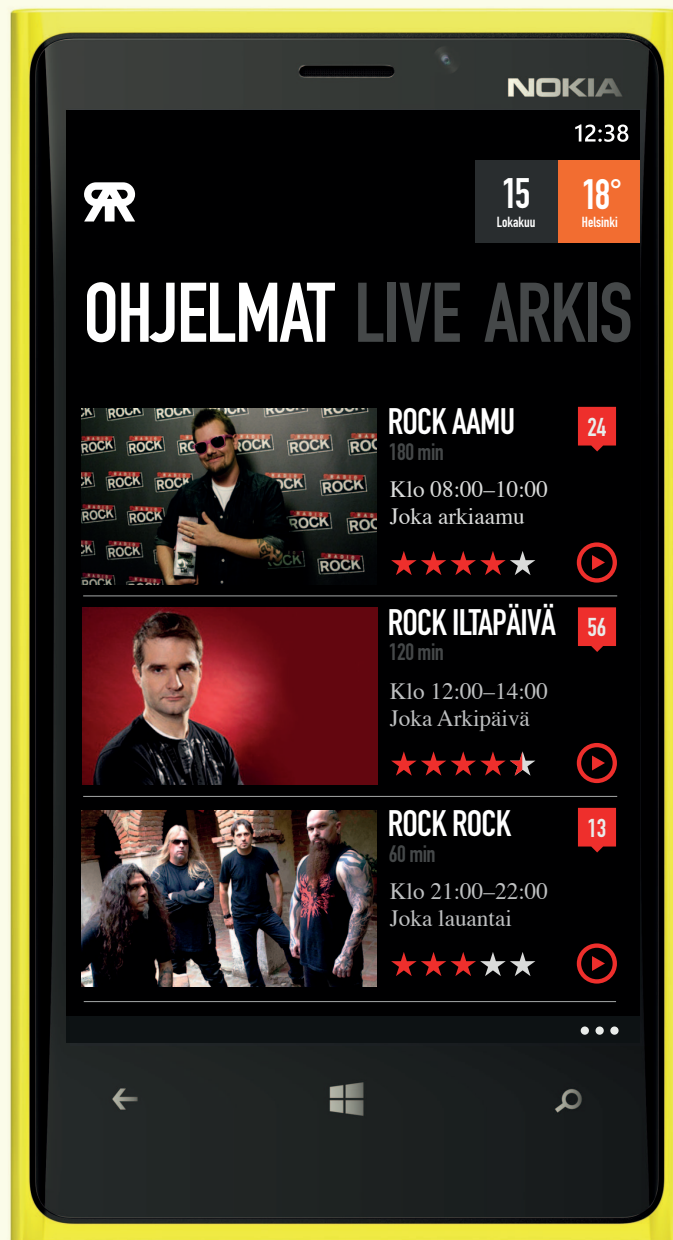 NOKIA
12:38
15
Lokakuu
18°
Helsinki
OHJELMAT LIVE ARKIS
ROCK AAMU
24
180 min
Klo 08:00–10:00
Joka arkiaamu
RADIO ROCK
ROCK ILTAPÄIVÄ
56
120 min
Klo 12:00–14:00
Joka Arkipäivä
ROCK ROCK
13
60 min
Klo 21:00–22:00
Joka lauantai